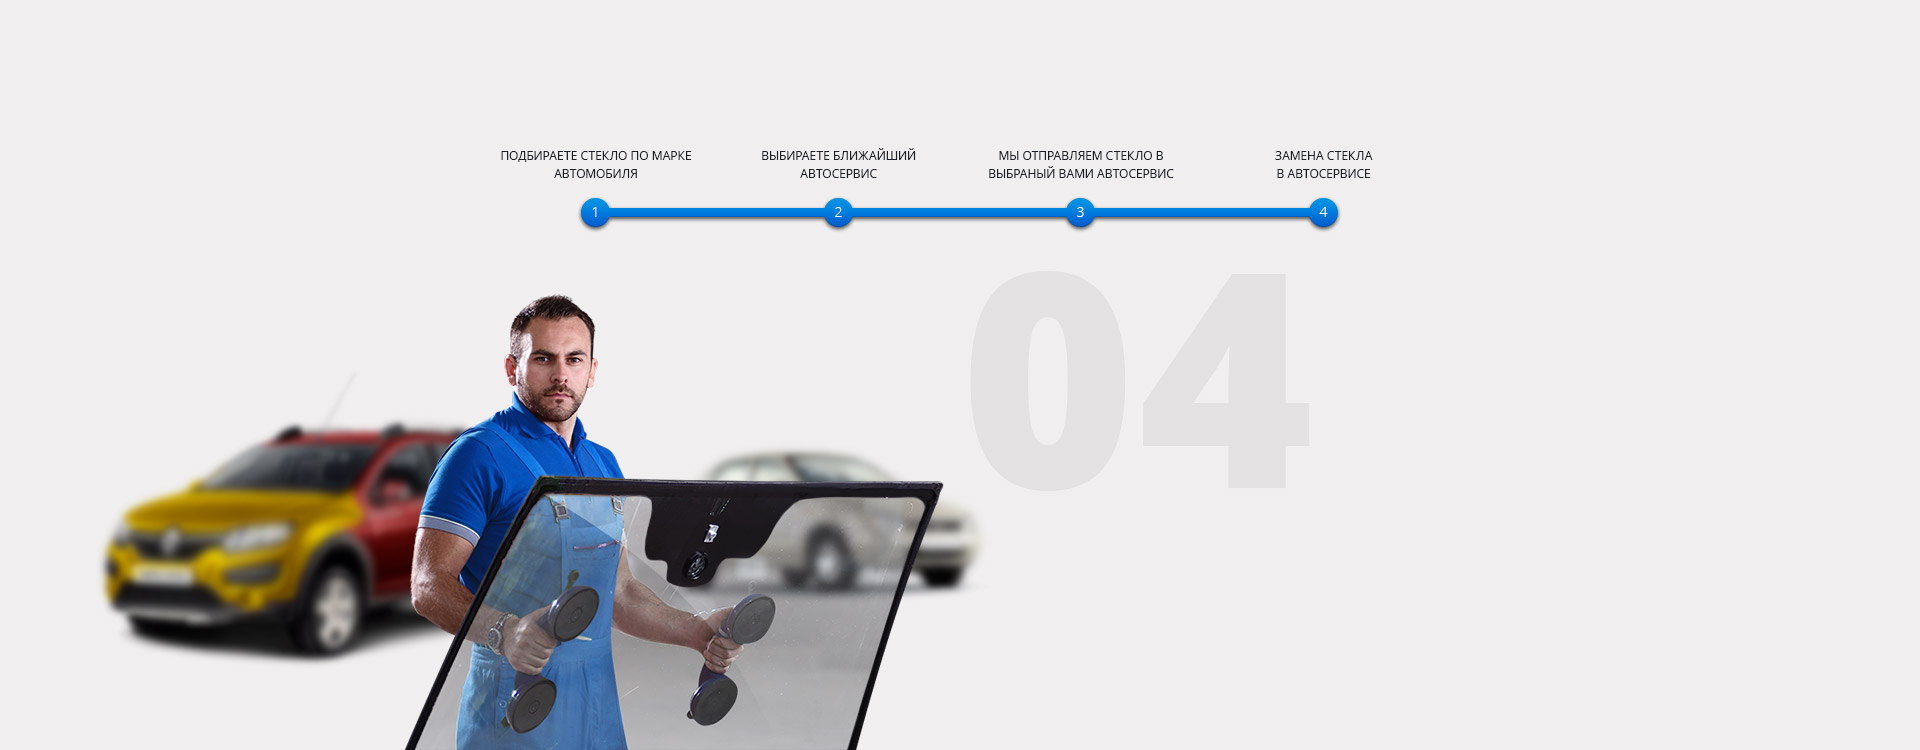 ПОДБИРАЕТЕ СТЕКЛО ПО МАРКЕ
АВТОМОБИЛЯ
ВЫБИРАЕТЕ БЛИЖАЙШИЙ
АВТОСЕРВИС
МЫ ОТПРАВЛЯЕМ СТЕКЛО В
ВЫБРАНЫЙ ВАМИ АВТОСЕРВИС
ЗАМЕНА СТЕКЛА
В АВТОСЕРВИСЕ
1
2
3
4
04